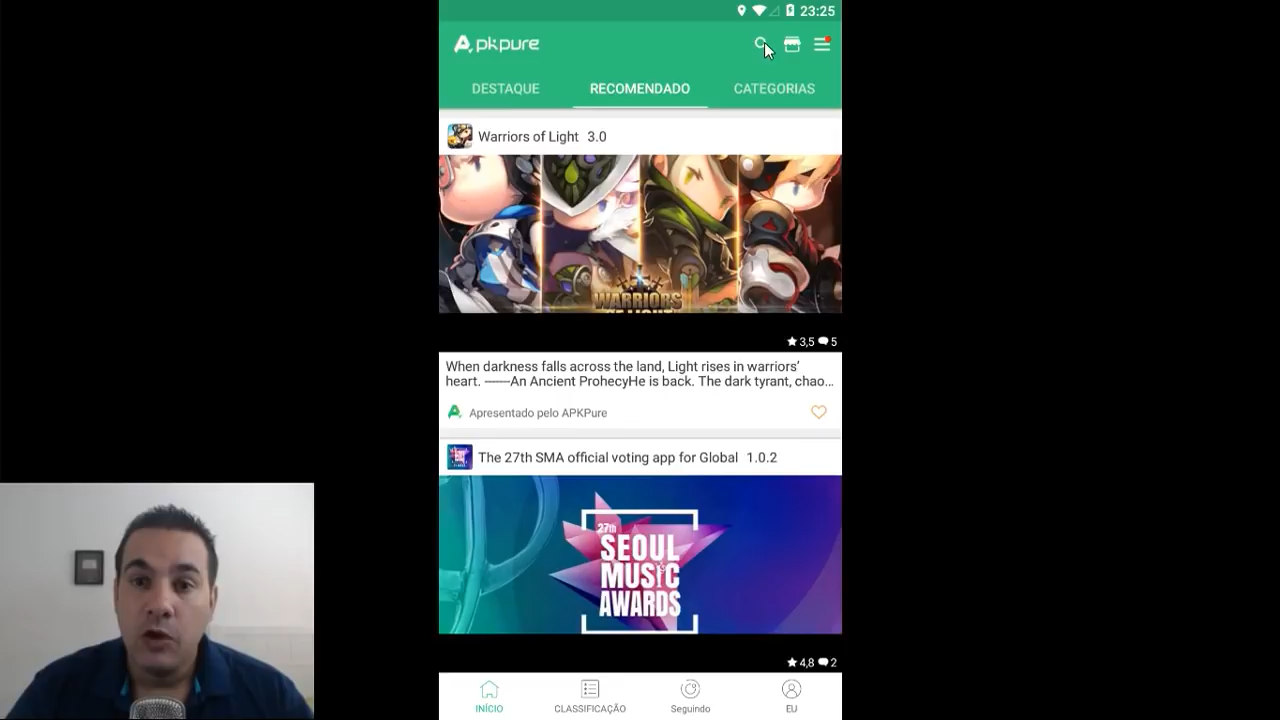 23:25
Apkpure
DESTAQUE RECOMENDADO CATEGORIAS
Warriors of Light 3.0
WARRIORS
OF LIGHT
3,5 5
When darkness falls across the land, Light rises in warriors'
heart. ——An Ancient ProphecyHe is back. The dark tyrant, chao...
Apresentado pelo APKPure
The 27th SMA official voting app for Global 1.0.2
27th
SEOUL
MUSIC
AWARDS
4,8 2
INÍCIO CLASSIFICAÇÃO Seguindo EU